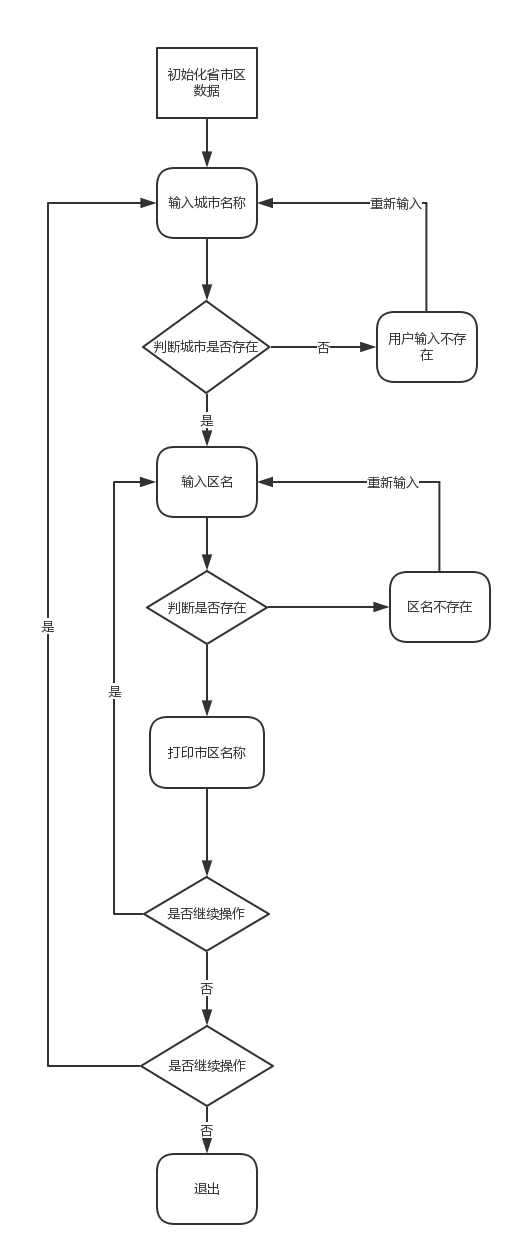 初始化省市区
数据
输入城市名称
重新输入
判断城市是否存在
否
用户输入不存
在
是
输入区名
重新输入
判断是否存在
区名不存在
是
是
打印市区名称
是否继续操作
否
是否继续操作
否
退出